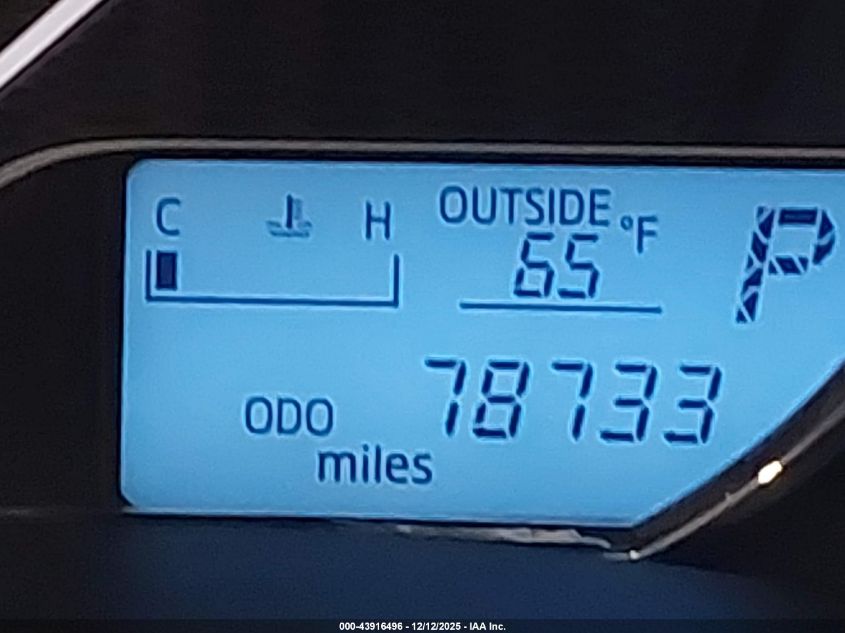 C H OUTSIDE °F P
65
ODO 78733
miles
000-43916496 - 12/12/2025 - IAA Inc.